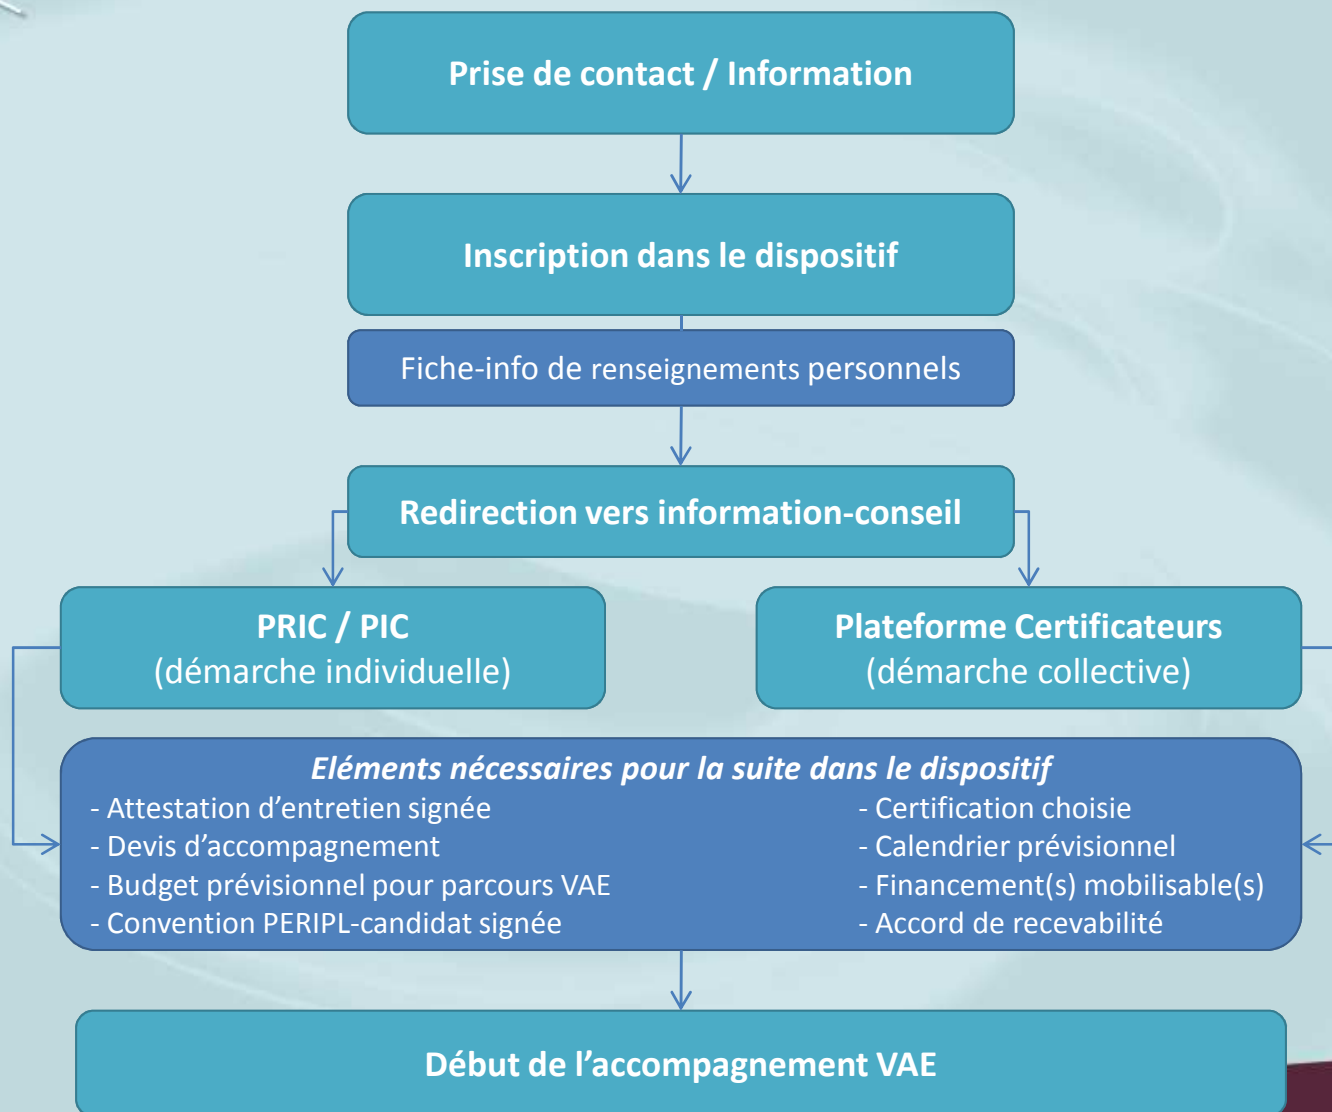 Prise de contact / Information
Inscription dans le dispositif
Fiche-info de renseignements personnels
Redirection vers information-conseil
PRIC / PIC
(démarche individuelle)
Plateforme Certificateurs
(démarche collective)
Eléments nécessaires pour la suite dans le dispositif
- Attestation d’entretien signée
- Devis d’accompagnement
- Budget prévisionnel pour parcours VAE
- Convention PERIPL-candidat signée
- Certification choisie
- Calendrier prévisionnel
- Financement(s) mobilisable(s)
- Accord de recevabilité
Début de l’accompagnement VAE